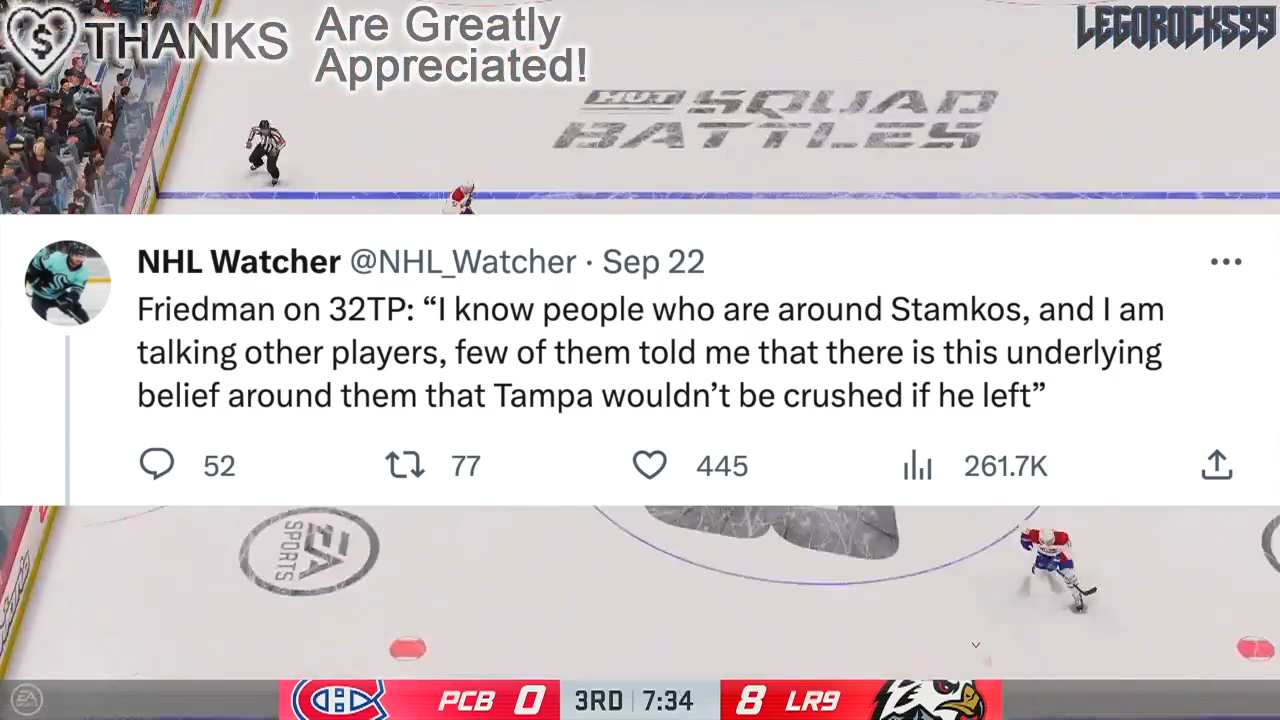 $ THANKS
Are Greatly
Appreciated!
LEGOROCKS99
HUT SQUAD
BATTLES
NHL Watcher @NHL_Watcher · Sep 22
Friedman on 32TP: “I know people who are around Stamkos, and I am
talking other players, few of them told me that there is this underlying
belief around them that Tampa wouldn’t be crushed if he left”
52 77 445 261.7K
EA
SPORTS
EA
SPORTS
PCB 0 3RD 7:34 8 LR9